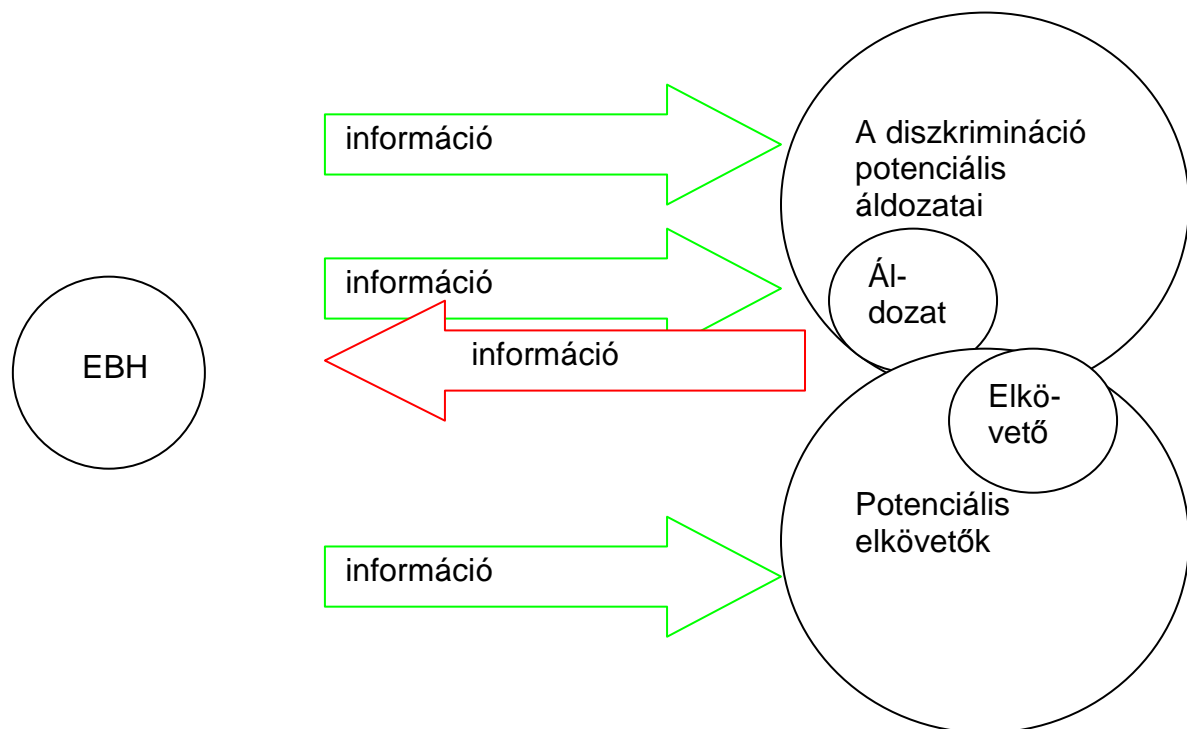 információ
A diszkrimináció
potenciális
áldozatai
információ
Ál-
dozat
információ
EBH
Elkö-
vető
Potenciális
elkövetők
információ